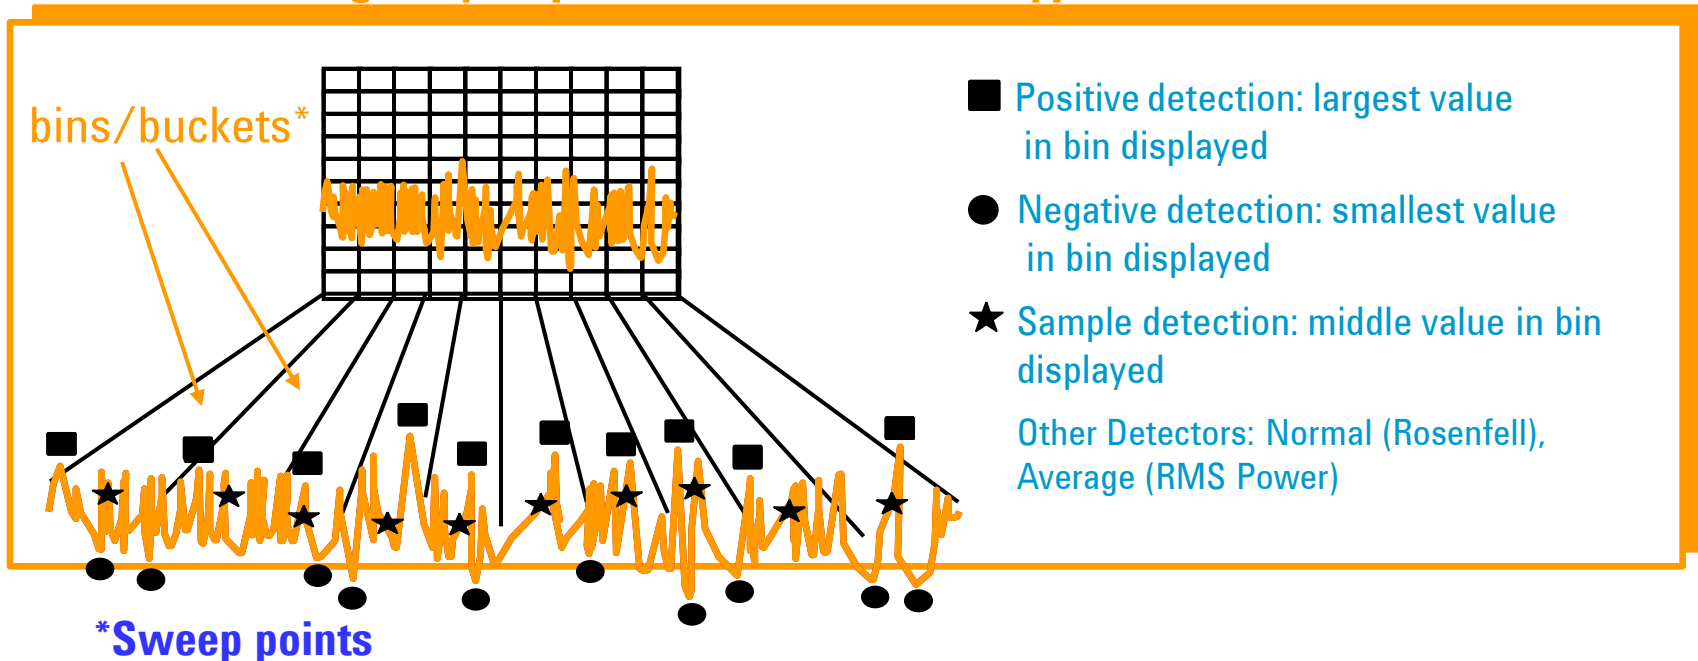 bins/buckets*
Positive detection: largest value
in bin displayed
Negative detection: smallest value
in bin displayed
Sample detection: middle value in bin
displayed
Other Detectors: Normal (Rosenfell),
Average (RMS Power)
*Sweep points